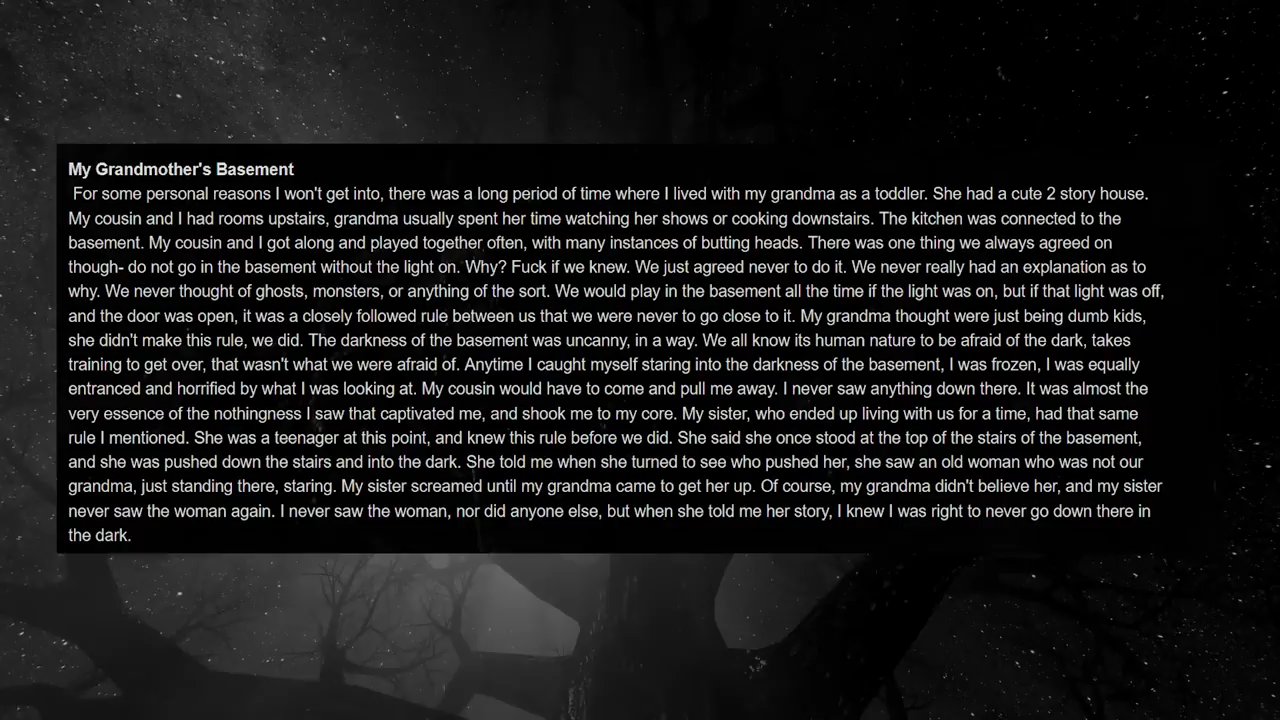 My Grandmother's Basement
For some personal reasons I won't get into, there was a long period of time where I lived with my grandma as a toddler. She had a cute 2 story house.
My cousin and I had rooms upstairs, grandma usually spent her time watching her shows or cooking downstairs. The kitchen was connected to the
basement. My cousin and I got along and played together often, with many instances of butting heads. There was one thing we always agreed on
though- do not go in the basement without the light on. Why? Fuck if we knew. We just agreed never to do it. We never really had an explanation as to
why. We never thought of ghosts, monsters, or anything of the sort. We would play in the basement all the time if the light was on, but if that light was off,
and the door was open, it was a closely followed rule between us that we were never to go close to it. My grandma thought were just being dumb kids,
she didn't make this rule, we did. The darkness of the basement was uncanny, in a way. We all know its human nature to be afraid of the dark, takes
training to get over, that wasn't what we were afraid of. Anytime I caught myself staring into the darkness of the basement, I was frozen, I was equally
entranced and horrified by what I was looking at. My cousin would have to come and pull me away. I never saw anything down there. It was almost the
very essence of the nothingness I saw that captivated me, and shook me to my core. My sister, who ended up living with us for a time, had that same
rule I mentioned. She was a teenager at this point, and knew this rule before we did. She said she once stood at the top of the stairs of the basement,
and she was pushed down the stairs and into the dark. She told me when she turned to see who pushed her, she saw an old woman who was not our
grandma, just standing there, staring. My sister screamed until my grandma came to get her up. Of course, my grandma didn't believe her, and my sister
never saw the woman again. I never saw the woman, nor did anyone else, but when she told me her story, I knew I was right to never go down there in
the dark.